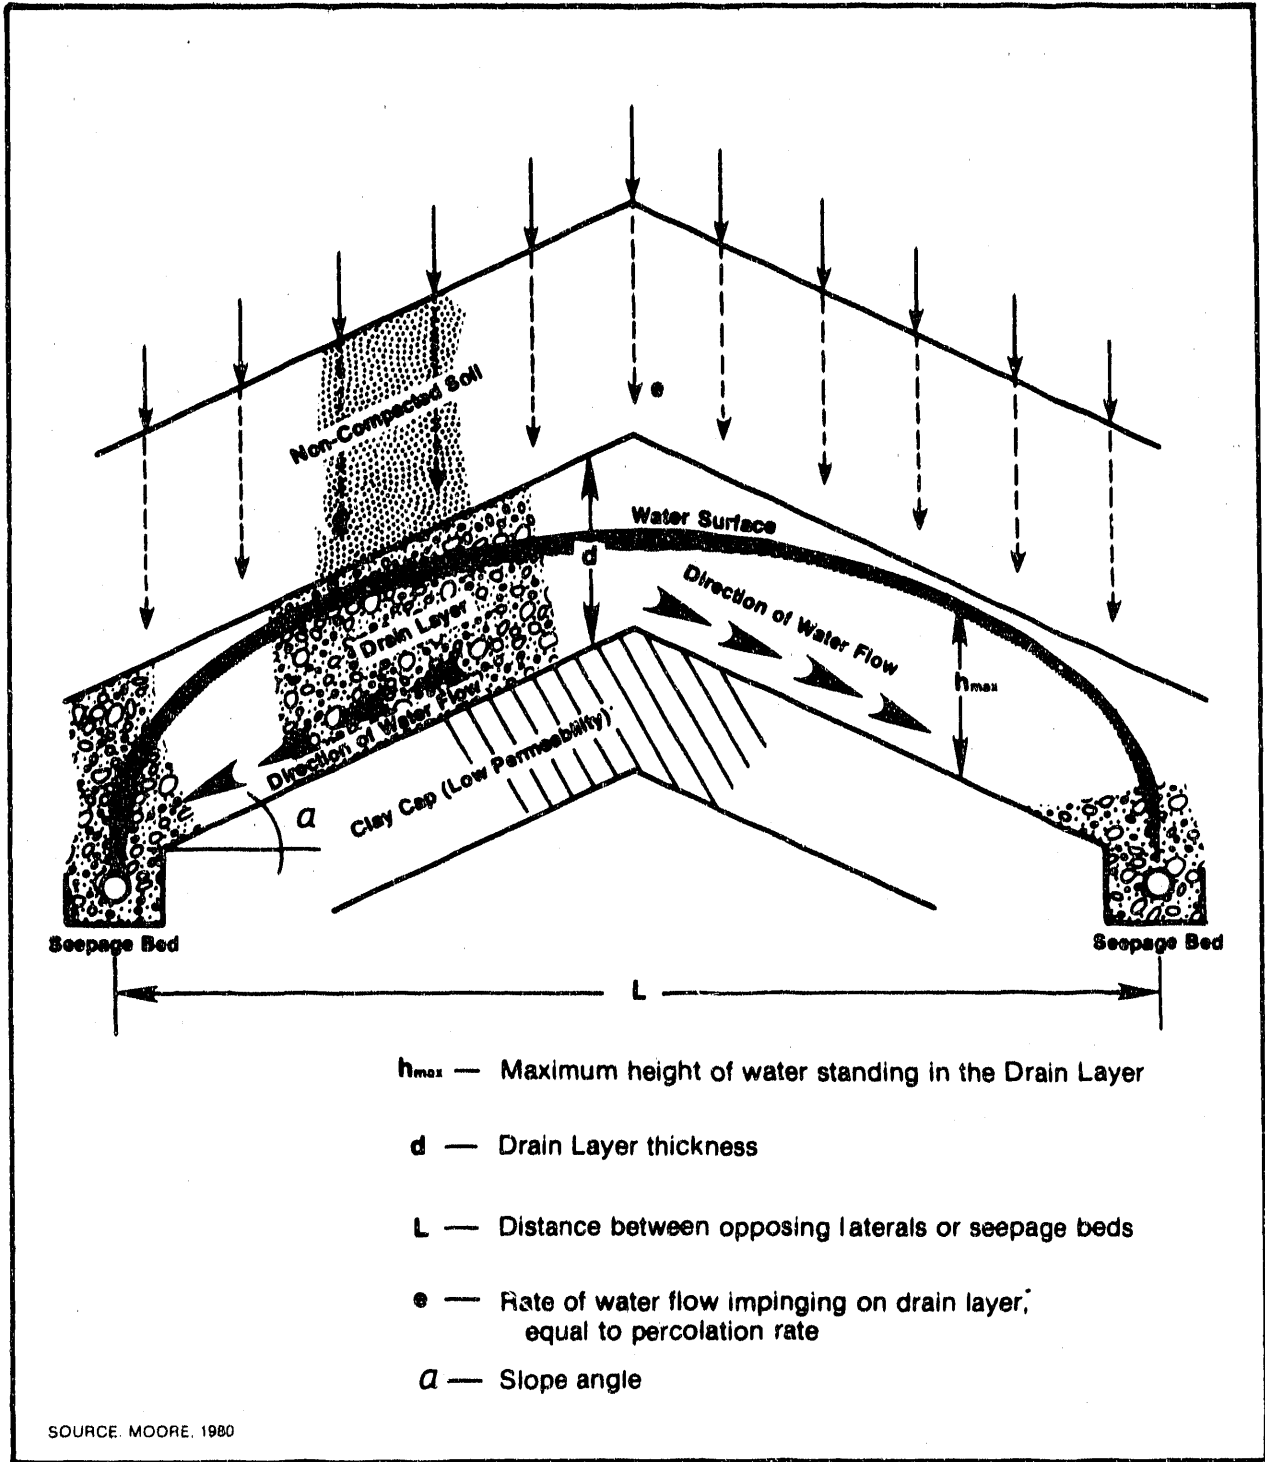 Non-Compacted Soil
e
Water Surface
d
Direction of Water Flow
Drain Layer
hmax
Direction of Water Flow
Clay Cap (Low Permeability)
a
Seepage Bed
Seepage Bed
L
hmax — Maximum height of water standing in the Drain Layer
d — Drain Layer thickness
L — Distance between opposing laterals or seepage beds
e — Rate of water flow impinging on drain layer,
equal to percolation rate
a — Slope angle
SOURCE. MOORE, 1980